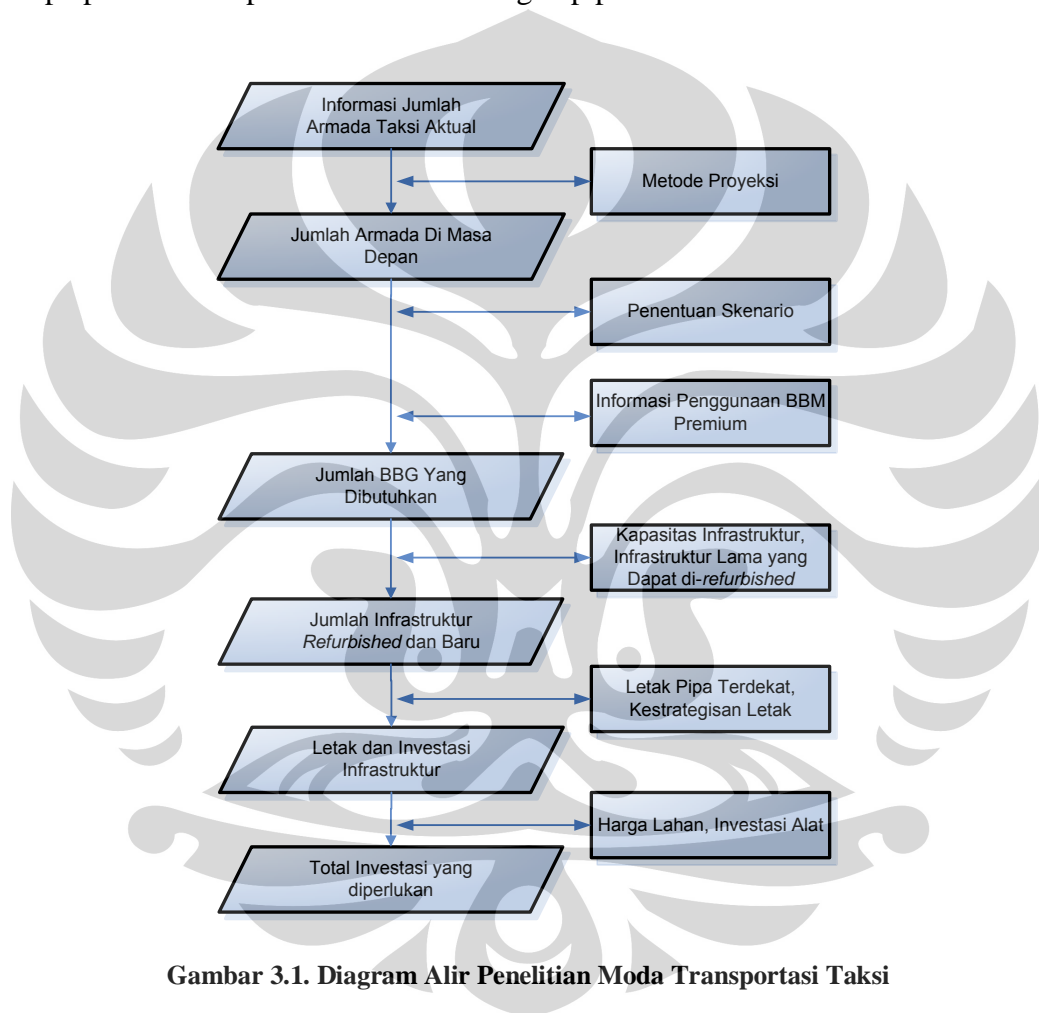 Informasi Jumlah
Armada Taksi Aktual
Metode Proyeksi
Jumlah Armada Di Masa
Depan
Penentuan Skenario
Informasi Penggunaan BBM
Premium
Jumlah BBG Yang
Dibutuhkan
Kapasitas Infrastruktur,
Infrastruktur Lama yang
Dapat di-refurbished
Jumlah Infrastruktur
Refurbished dan Baru
Letak Pipa Terdekat,
Kestrategisan Letak
Letak dan Investasi
Infrastruktur
Harga Lahan, Investasi Alat
Total Investasi yang
diperlukan
Gambar 3.1. Diagram Alir Penelitian Moda Transportasi Taksi